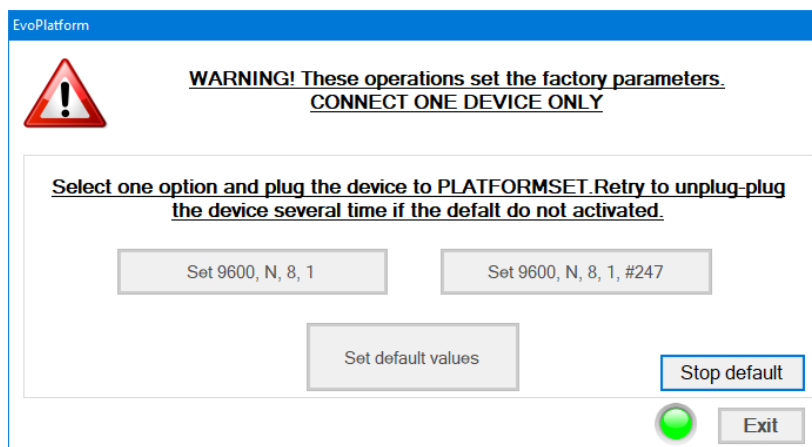 EvoPlatform
WARNING! These operations set the factory parameters.
CONNECT ONE DEVICE ONLY
Select one option and plug the device to PLATFORMSET.Retry to unplug-plug
the device several time if the defalt do not activated.
Set 9600, N, 8, 1
Set 9600, N, 8, 1, #247
Set default values
Stop default
Exit